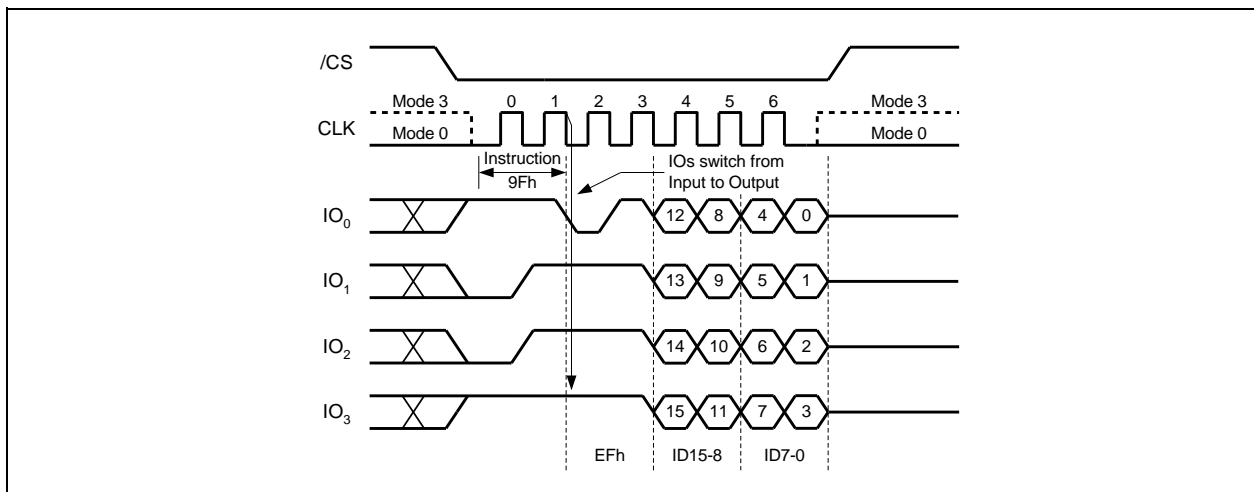 /CS
Mode 3 0 1 2 3 4 5 6 Mode 3
CLK
Mode 0 Mode 0
Instruction
9Fh
IOs switch from
Input to Output
IO0 12 8 4 0
IO1 13 9 5 1
IO2 14 10 6 2
IO3 15 11 7 3
EFh ID15-8 ID7-0